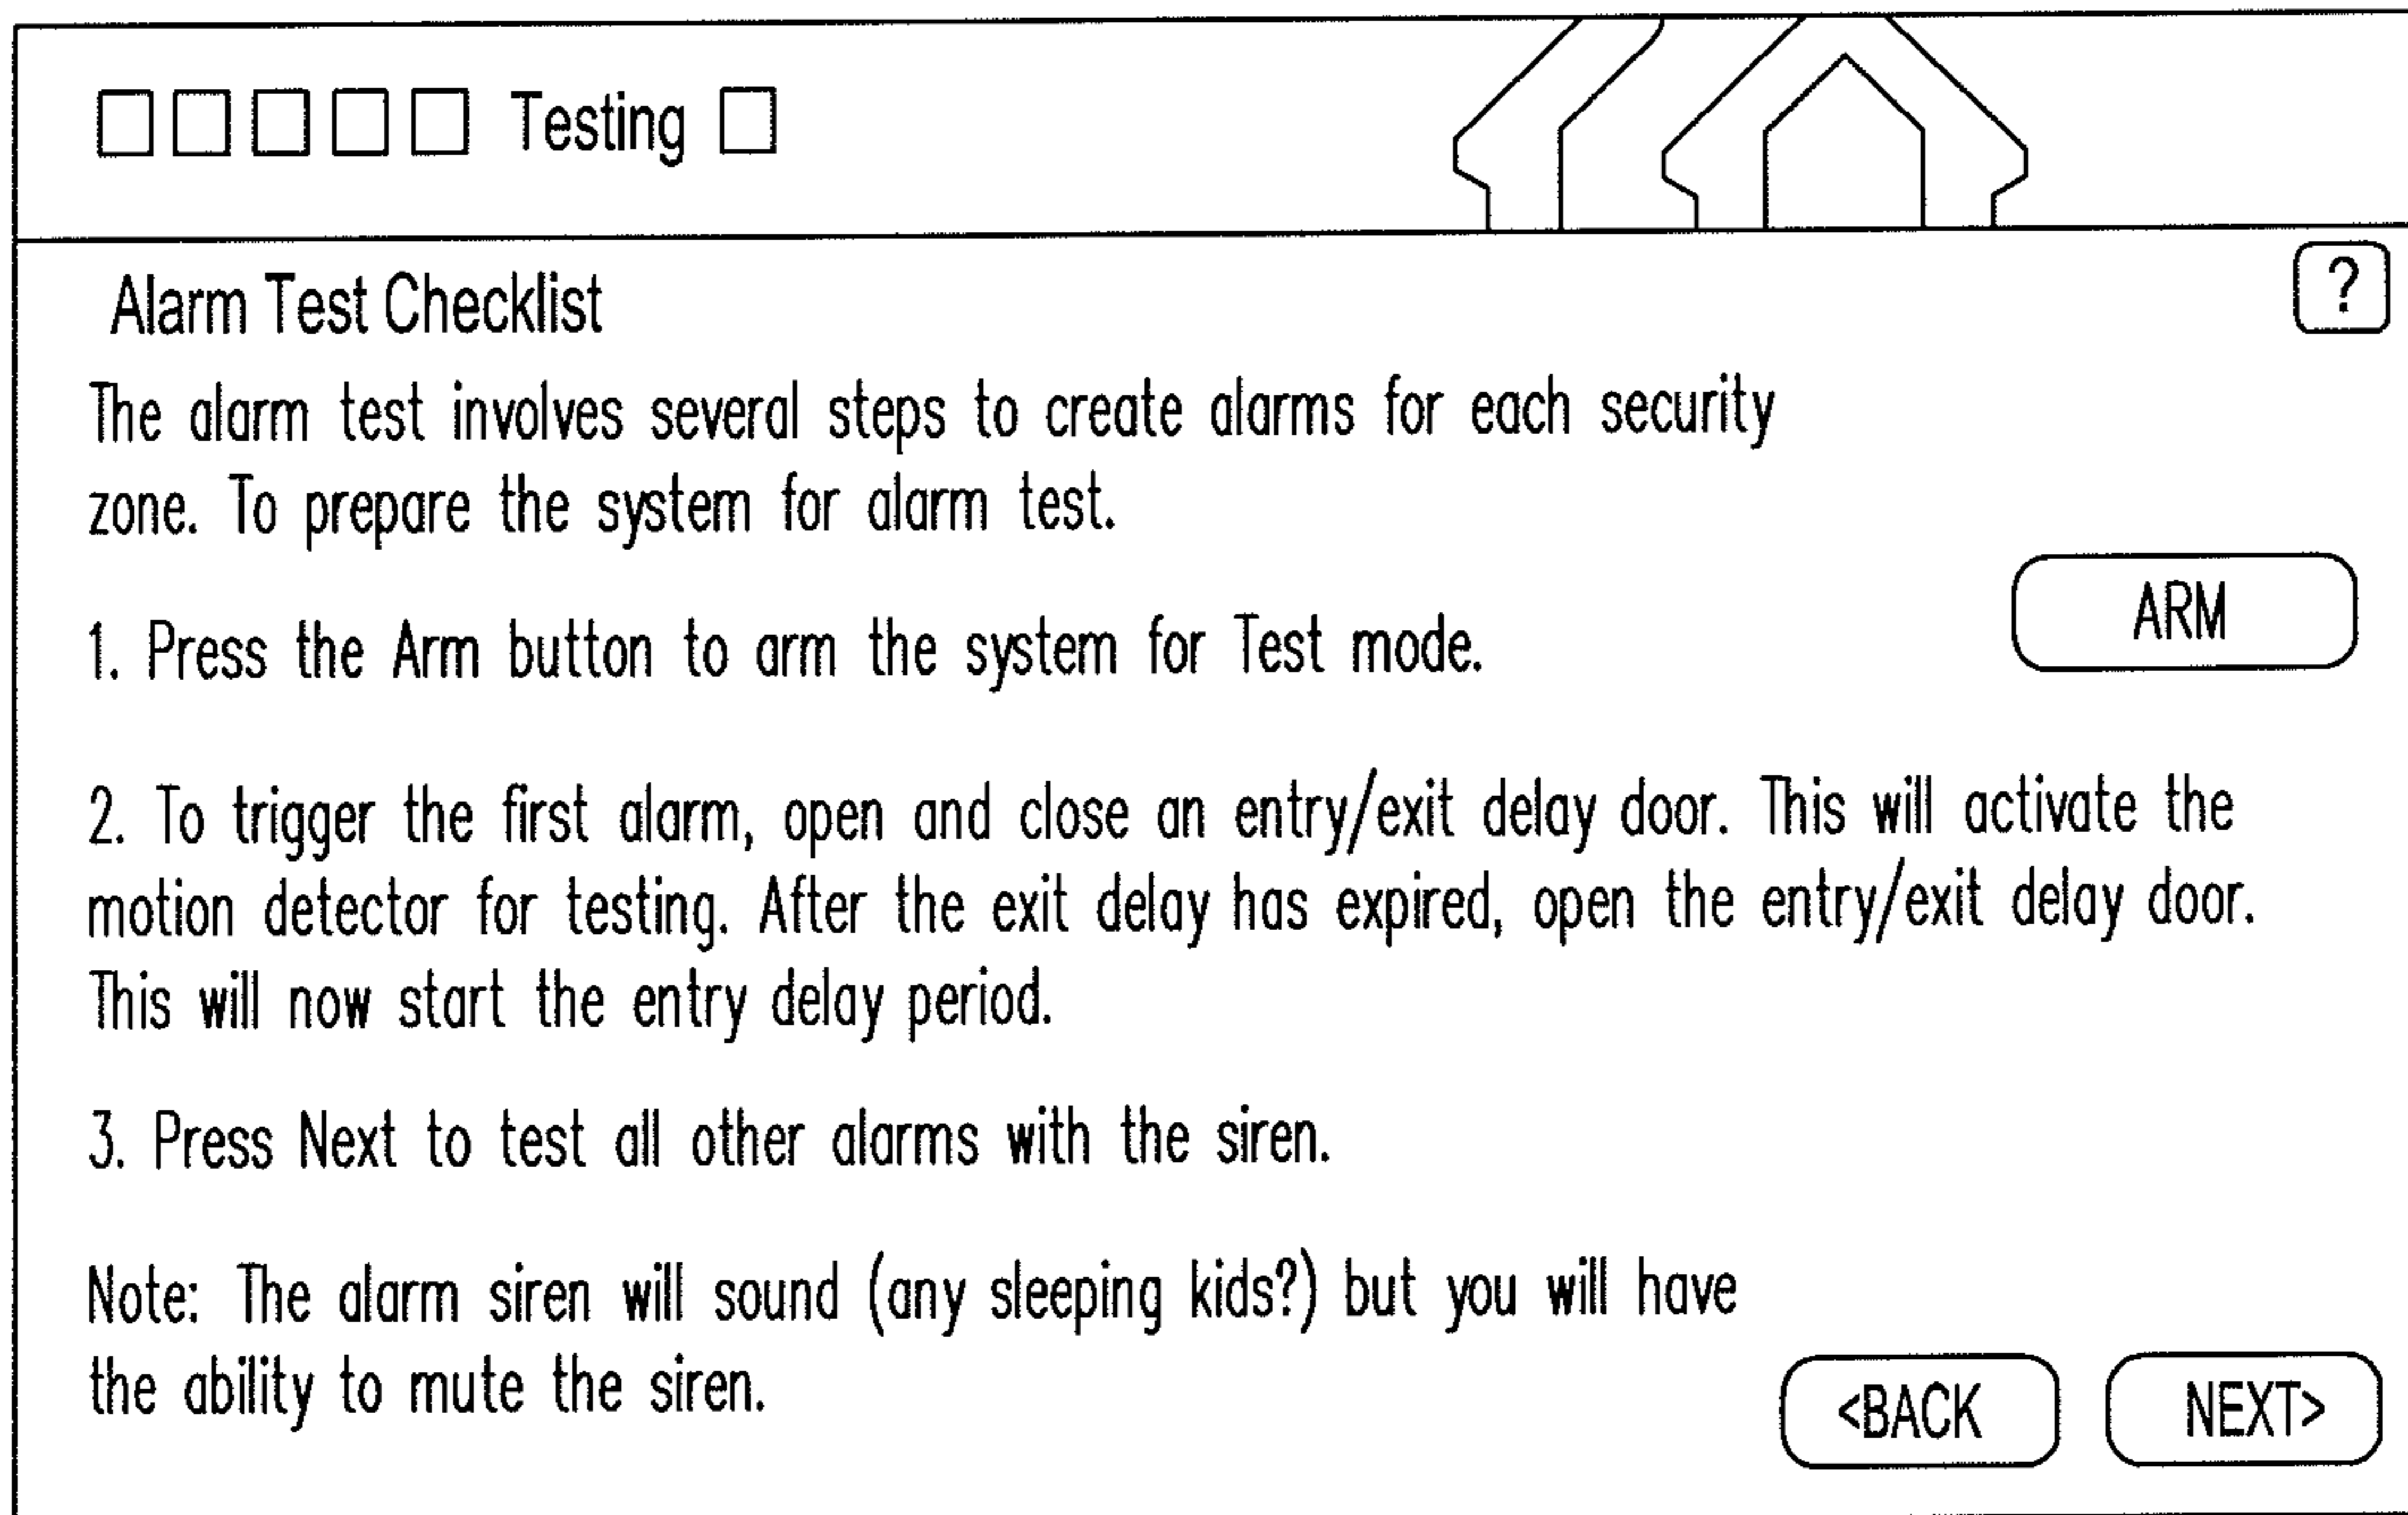 Testing
Alarm Test Checklist
?
The alarm test involves several steps to create alarms for each security
zone. To prepare the system for alarm test.
ARM
1. Press the Arm button to arm the system for Test mode.
2. To trigger the first alarm, open and close an entry/exit delay door. This will activate the
motion detector for testing. After the exit delay has expired, open the entry/exit delay door.
This will now start the entry delay period.
3. Press Next to test all other alarms with the siren.
Note: The alarm siren will sound (any sleeping kids?) but you will have
the ability to mute the siren.
<BACK
NEXT>